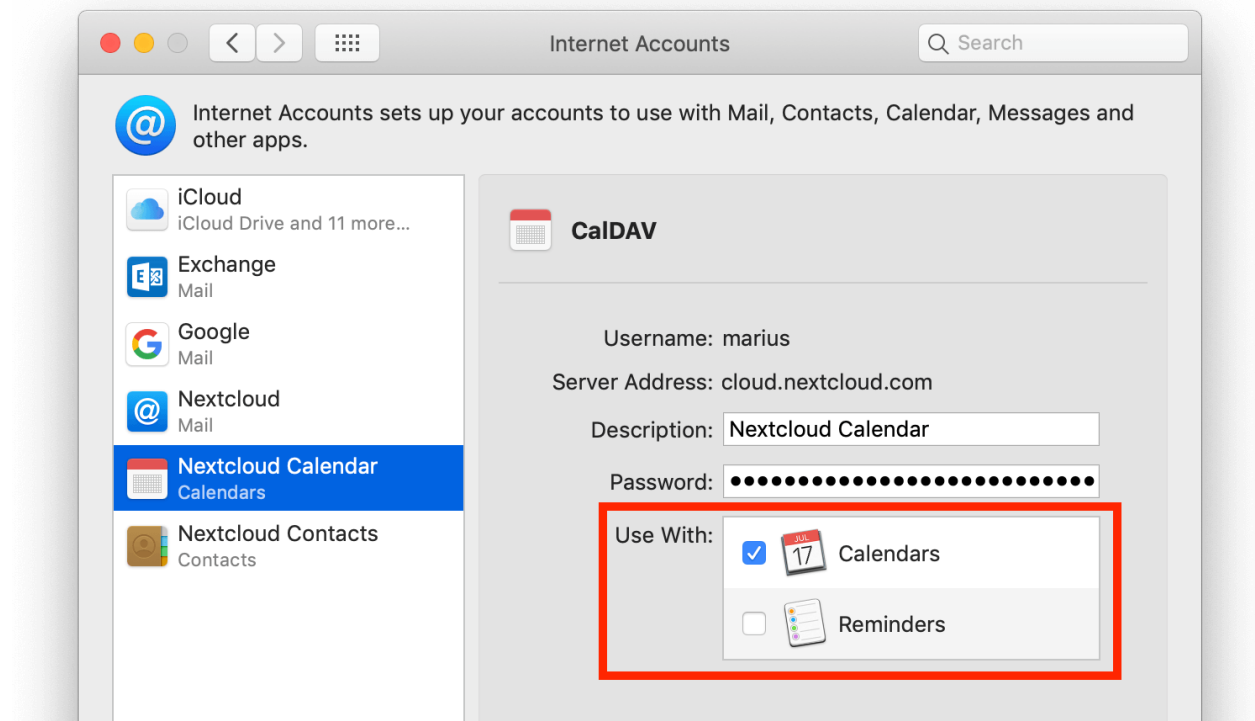 Internet Accounts
Search
Internet Accounts sets up your accounts to use with Mail, Contacts, Calendar, Messages and
other apps.
iCloud
iCloud Drive and 11 more...
Exchange
Mail
Google
Mail
Nextcloud
Mail
Nextcloud Calendar
Calendars
Nextcloud Contacts
Contacts
CalDAV
Username: marius
Server Address: cloud.nextcloud.com
Description: Nextcloud Calendar
Password: ••••••••••••••••••••••••••••
Use With:
JUL
17
Calendars
Reminders